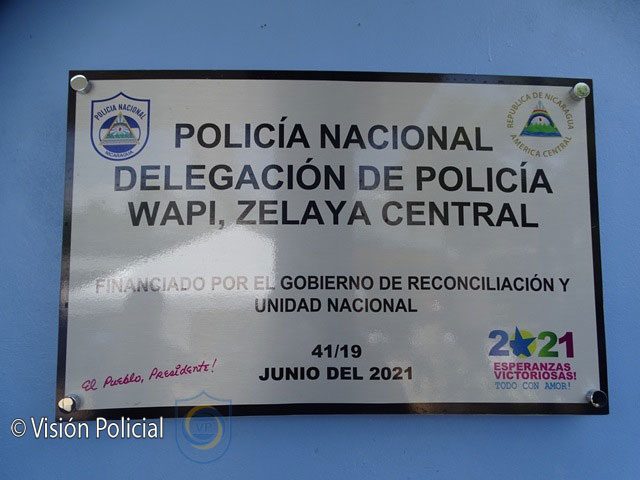 POLICIA NACIONAL
NICARAGUA
REPUBLICA DE NICARAGUA
AMERICA CENTRAL
POLICÍA NACIONAL
DELEGACIÓN DE POLICÍA
WAPI, ZELAYA CENTRAL
FINANCIADO POR EL GOBIERNO DE RECONCILIACIÓN Y
UNIDAD NACIONAL
41/19
JUNIO DEL 2021
El Pueblo, Presidente!
2021
ESPERANZAS
VICTORIOSAS!
TODO CON AMOR!
© Visión Policial